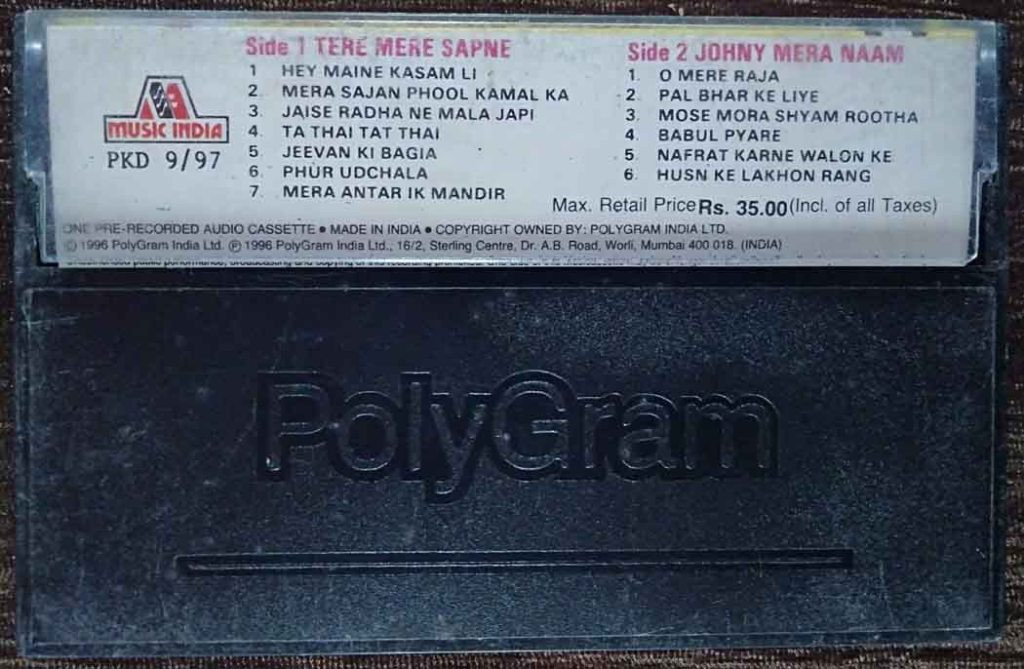 Side 1 TERE MERE SAPNE
1 HEY MAINE KASAM LI
2. MERA SAJAN PHOOL KAMAL KA
3. JAISE RADHA NE MALA JAPI
4. TA THAI TAT THAI
5. JEEVAN KI BAGIA
6. PHUR UDCHALA
7. MERA ANTAR IK MANDIR
Side 2 JOHNY MERA NAAM
1. O MERE RAJA
2. PAL BHAR KE LIYE
3. MOSE MORA SHYAM ROOTHA
4. BABUL PYARE
5. NAFRAT KARNE WALON KE
6. HUSN KE LAKHON RANG
MUSIC INDIA
PKD 9/97
Max. Retail Price Rs. 35.00 (Incl. of all Taxes)
ONE PRE-RECORDED AUDIO CASSETTE • MADE IN INDIA • COPYRIGHT OWNED BY: POLYGRAM INDIA LTD.
© 1996 PolyGram India Ltd. ℗ 1996 PolyGram India Ltd., 16/2, Sterling Centre, Dr. A.B. Road, Worli, Mumbai 400 018. (INDIA)
PolyGram